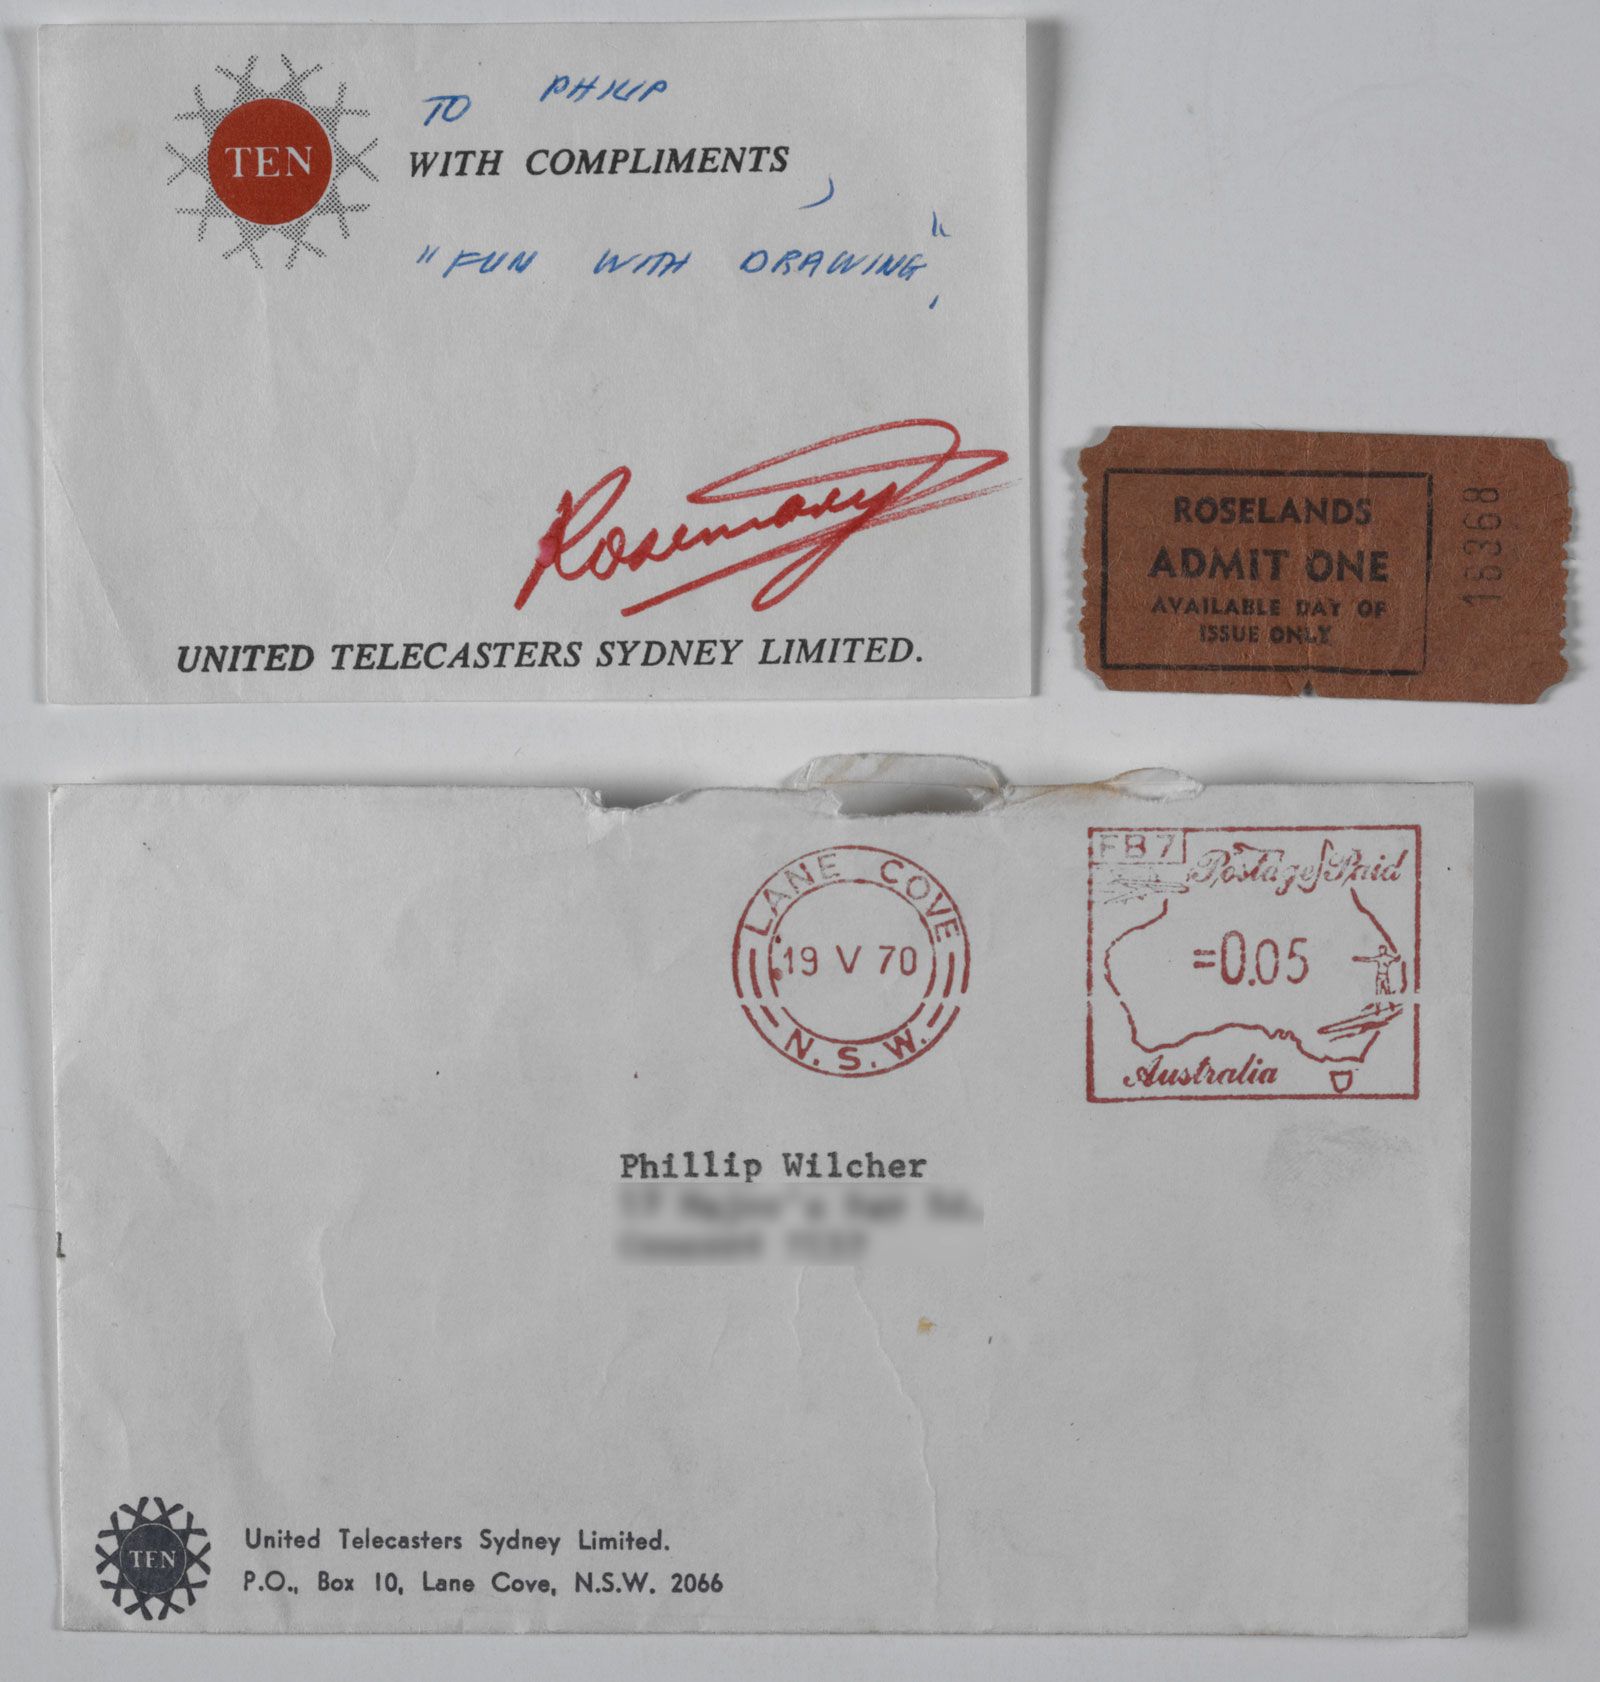 TEN
TO PHILIP
WITH COMPLIMENTS,
"FUN WITH DRAWING",
Rosemary
UNITED TELECASTERS SYDNEY LIMITED.
ROSELANDS
ADMIT ONE
AVAILABLE DAY OF
ISSUE ONLY
18368
LANE COVE
19 V 70
N.S.W.
FB7
Postage Paid
=0.05
Australia
Phillip Wilcher
TEN
United Telecasters Sydney Limited.
P.O., Box 10, Lane Cove, N.S.W. 2066